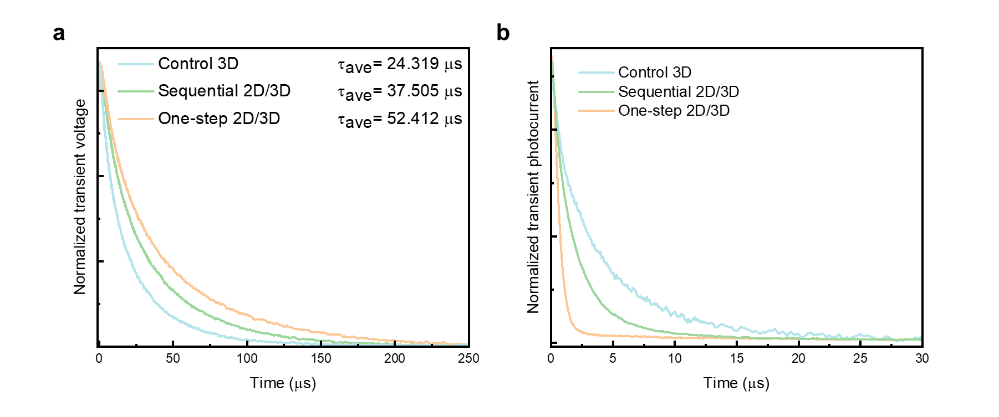 a
Control 3D τave= 24.319 μs
Sequential 2D/3D τave= 37.505 μs
One-step 2D/3D τave= 52.412 μs
Normalized transient voltage
0 50 100 150 200 250
Time (μs)
b
Control 3D
Sequential 2D/3D
One-step 2D/3D
Normalized transient photocurrent
0 5 10 15 20 25 30
Time (μs)